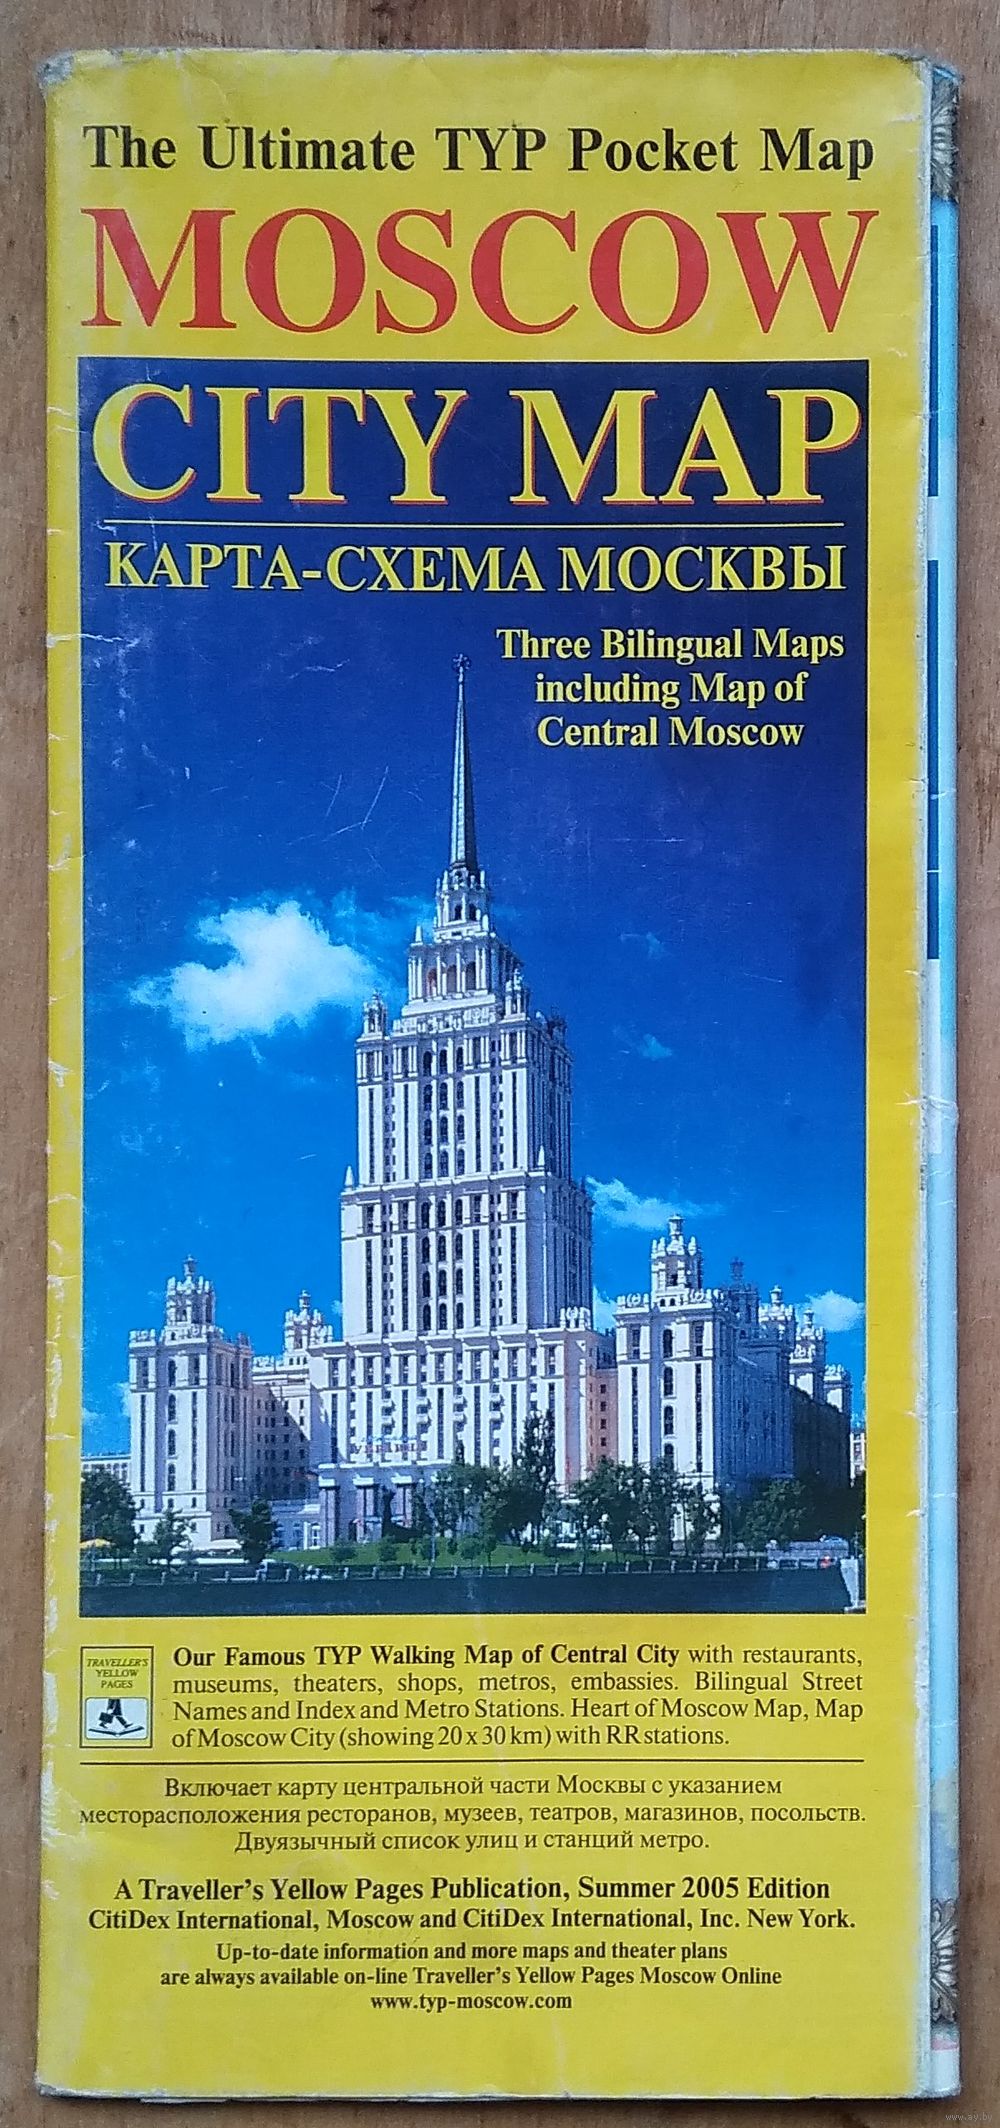 The Ultimate TYP Pocket Map
MOSCOW
CITY MAP
КАРТА-СХЕМА МОСКВЫ
Three Bilingual Maps
including Map of
Central Moscow
TRAVELLER'S
YELLOW
PAGES
Our Famous TYP Walking Map of Central City with restaurants,
museums, theaters, shops, metros, embassies. Bilingual Street
Names and Index and Metro Stations. Heart of Moscow Map, Map
of Moscow City (showing 20 x 30 km) with RR stations.
Включает карту центральной части Москвы с указанием
месторасположения ресторанов, музеев, театров, магазинов, посольств.
Двуязычный список улиц и станций метро.
A Traveller's Yellow Pages Publication, Summer 2005 Edition
CitiDex International, Moscow and CitiDex International, Inc. New York.
Up-to-date information and more maps and theater plans
are always available on-line Traveller's Yellow Pages Moscow Online
www.typ-moscow.com
www.ay.by